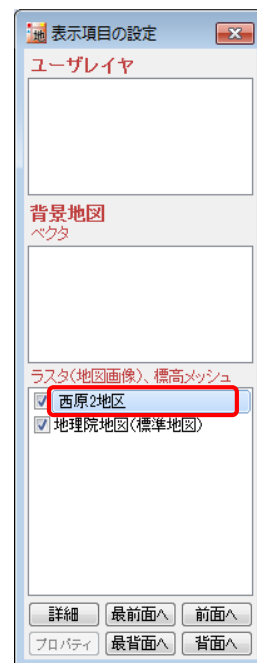 地 表示項目の設定
ユーザレイヤ
背景地図
ベクタ
ラスタ(地図画像)、標高メッシュ
西原2地区
地理院地図(標準地図)
詳細 最前面へ 前面へ
プロパティ 最背面へ 背面へ